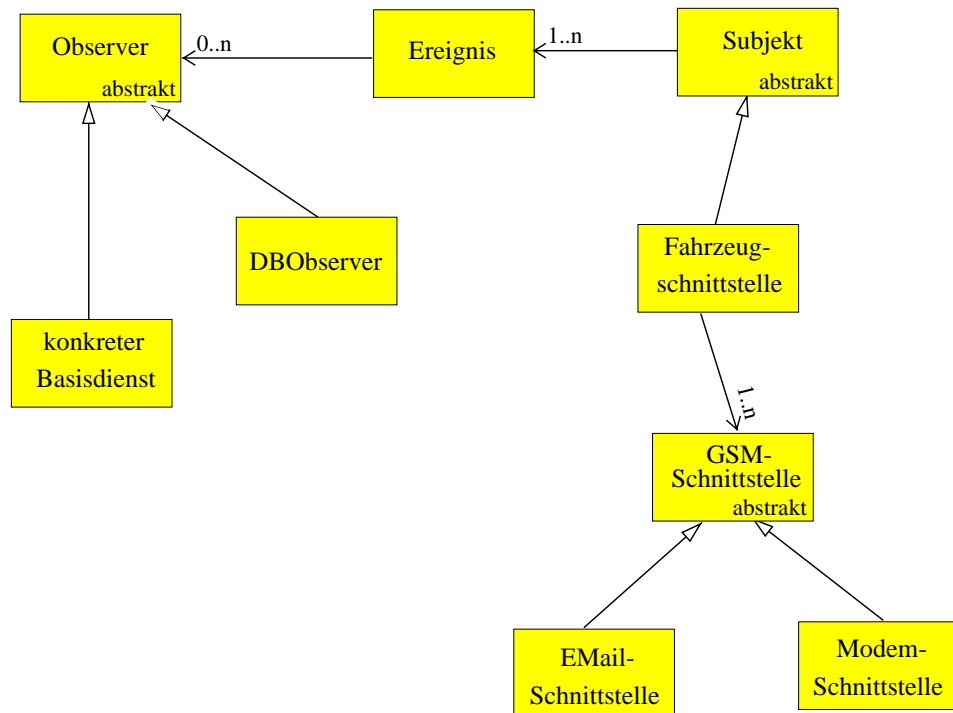 Observer
abstrakt
0..n
Ereignis
1..n
Subjekt
abstrakt
DBObserver
Fahrzeug-
schnittstelle
konkreter
Basisdienst
1..n
GSM-
Schnittstelle
abstrakt
EMail-
Schnittstelle
Modem-
Schnittstelle